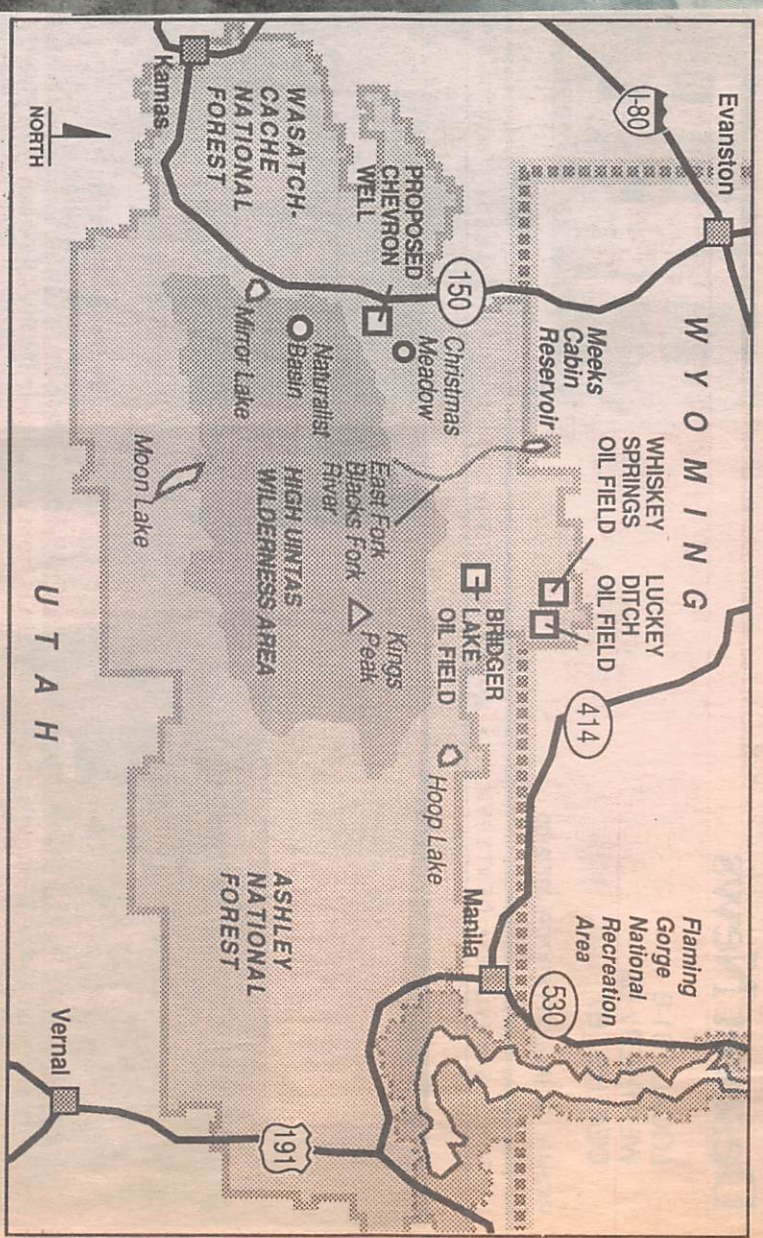 Evanston
I-80
WYOMING
414
Flaming
Gorge
National
Recreation
Area
530
Meeks
Cabin
Reservoir
WHISKEY
SPRINGS
OIL FIELD
LUCKEY
DITCH
OIL FIELD
Manila
150
Christmas
Meadow
PROPOSED
CHEVRON
WELL
BRIDGER
LAKE
OIL FIELD
Hoop Lake
East Fork
Blacks Fork
River
Kings
Peak
WASATCH-
CACHE
NATIONAL
FOREST
Kamas
Naturalist
Basin
Mirror Lake
HIGH UINTAS
WILDERNESS AREA
ASHLEY
NATIONAL
FOREST
191
Moon Lake
NORTH
UTAH
Vernal